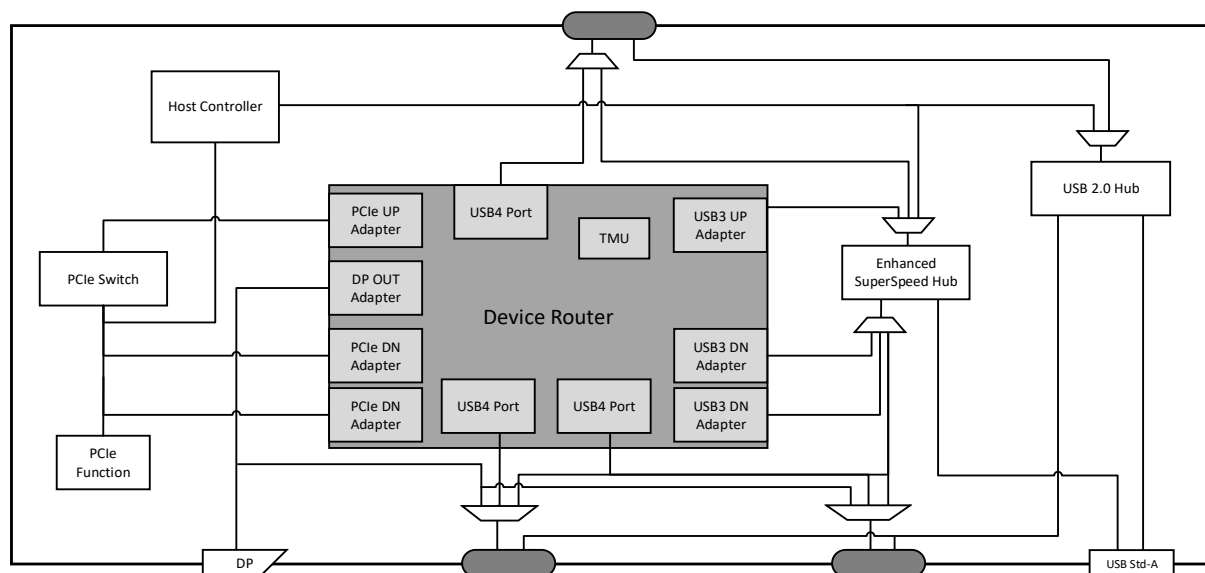 Host Controller
USB 2.0 Hub
PCIe UP
Adapter
USB4 Port
TMU
USB3 UP
Adapter
PCIe Switch
DP OUT
Adapter
Enhanced
SuperSpeed Hub
Device Router
PCIe DN
Adapter
USB3 DN
Adapter
PCIe DN
Adapter
USB4 Port
USB4 Port
USB3 DN
Adapter
PCIe
Function
DP
USB Std-A